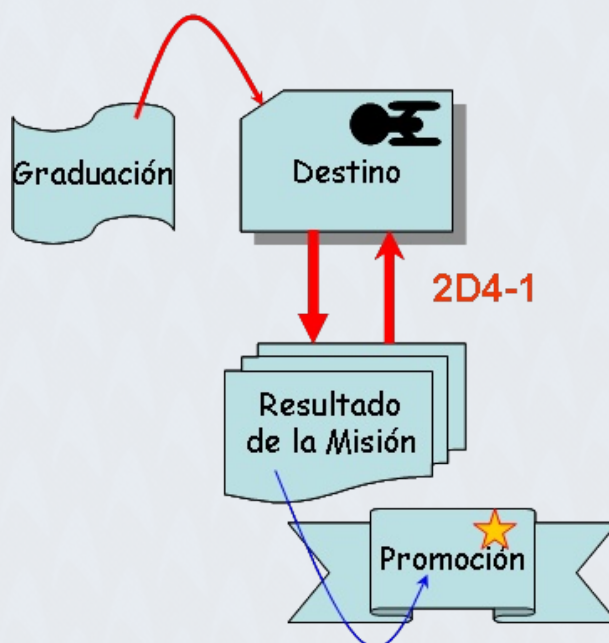 Graduación
Destino
2D4-1
Resultado
de la Misión
Promoción